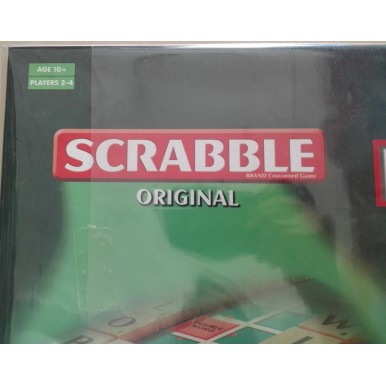 AGE 10+
PLAYERS 2-4
SCRABBLE
BRAND Crossword Game
ORIGINAL